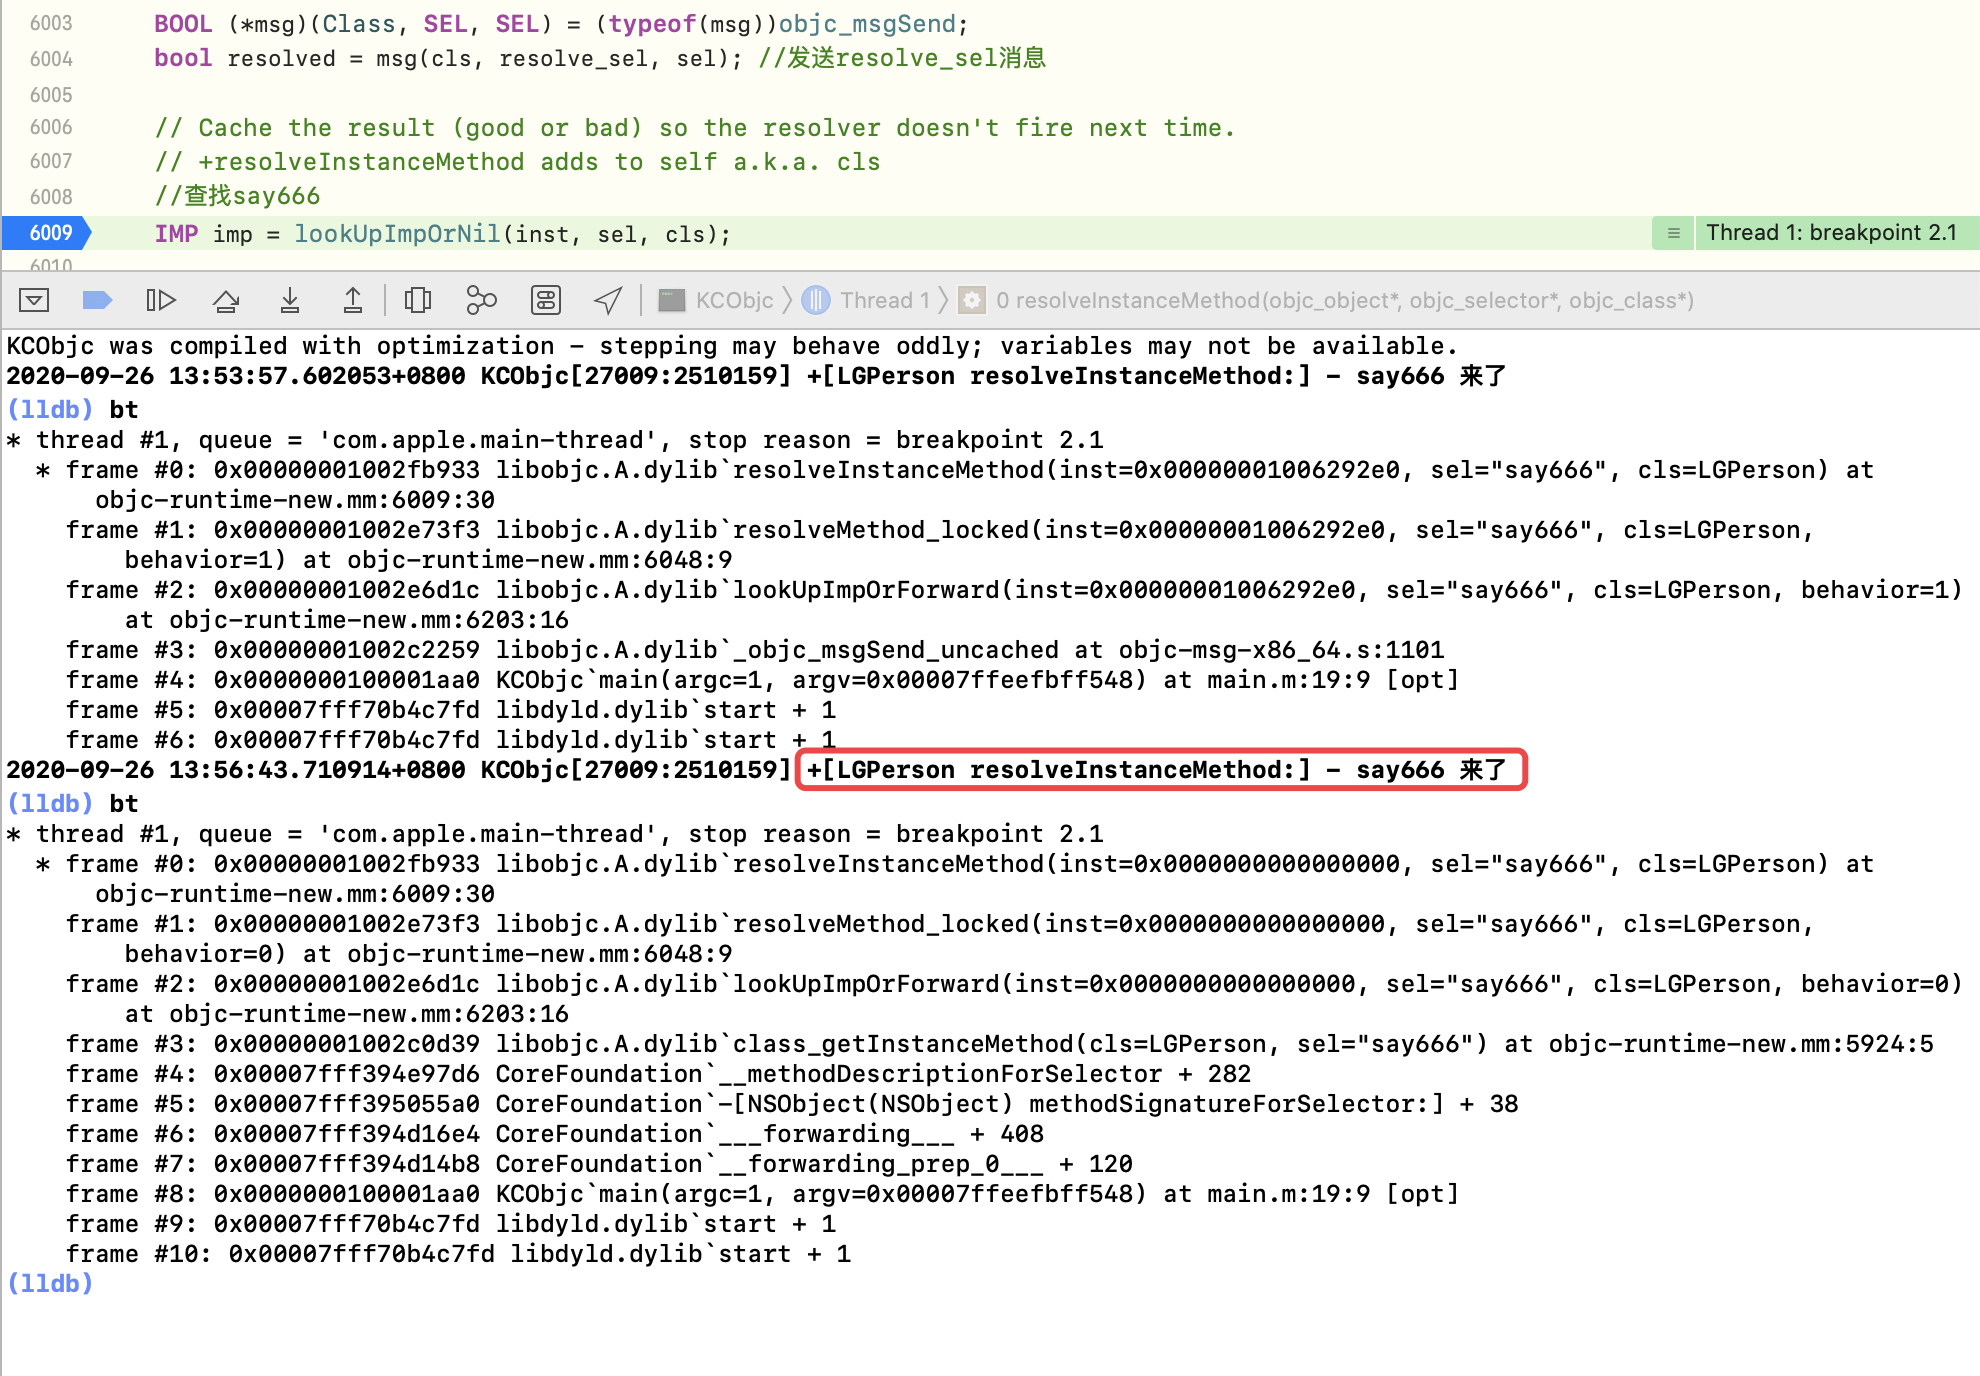 6003 BOOL (*msg)(Class, SEL, SEL) = (typeof(msg))objc_msgSend;
6004 bool resolved = msg(cls, resolve_sel, sel); //发送resolve_sel消息
6005
6006 // Cache the result (good or bad) so the resolver doesn't fire next time.
6007 // +resolveInstanceMethod adds to self a.k.a. cls
6008 //查找say666
6009 IMP imp = lookUpImpOrNil(inst, sel, cls); Thread 1: breakpoint 2.1
6010
KCObjc Thread 1 0 resolveInstanceMethod(objc_object*, objc_selector*, objc_class*)
KCObjc was compiled with optimization - stepping may behave oddly; variables may not be available.
2020-09-26 13:53:57.602053+0800 KCObjc[27009:2510159] +[LGPerson resolveInstanceMethod:] - say666 来了
(lldb) bt
* thread #1, queue = 'com.apple.main-thread', stop reason = breakpoint 2.1
* frame #0: 0x00000001002fb933 libobjc.A.dylib`resolveInstanceMethod(inst=0x00000001006292e0, sel="say666", cls=LGPerson) at
objc-runtime-new.mm:6009:30
frame #1: 0x00000001002e73f3 libobjc.A.dylib`resolveMethod_locked(inst=0x00000001006292e0, sel="say666", cls=LGPerson,
behavior=1) at objc-runtime-new.mm:6048:9
frame #2: 0x00000001002e6d1c libobjc.A.dylib`lookUpImpOrForward(inst=0x00000001006292e0, sel="say666", cls=LGPerson, behavior=1)
at objc-runtime-new.mm:6203:16
frame #3: 0x00000001002c2259 libobjc.A.dylib`_objc_msgSend_uncached at objc-msg-x86_64.s:1101
frame #4: 0x0000000100001aa0 KCObjc`main(argc=1, argv=0x00007ffeefbff548) at main.m:19:9 [opt]
frame #5: 0x00007fff70b4c7fd libdyld.dylib`start + 1
frame #6: 0x00007fff70b4c7fd libdyld.dylib`start + 1
2020-09-26 13:56:43.710914+0800 KCObjc[27009:2510159] +[LGPerson resolveInstanceMethod:] - say666 来了
(lldb) bt
* thread #1, queue = 'com.apple.main-thread', stop reason = breakpoint 2.1
* frame #0: 0x00000001002fb933 libobjc.A.dylib`resolveInstanceMethod(inst=0x0000000000000000, sel="say666", cls=LGPerson) at
objc-runtime-new.mm:6009:30
frame #1: 0x00000001002e73f3 libobjc.A.dylib`resolveMethod_locked(inst=0x0000000000000000, sel="say666", cls=LGPerson,
behavior=0) at objc-runtime-new.mm:6048:9
frame #2: 0x00000001002e6d1c libobjc.A.dylib`lookUpImpOrForward(inst=0x0000000000000000, sel="say666", cls=LGPerson, behavior=0)
at objc-runtime-new.mm:6203:16
frame #3: 0x00000001002c0d39 libobjc.A.dylib`class_getInstanceMethod(cls=LGPerson, sel="say666") at objc-runtime-new.mm:5924:5
frame #4: 0x00007fff394e97d6 CoreFoundation`__methodDescriptionForSelector + 282
frame #5: 0x00007fff395055a0 CoreFoundation`-[NSObject(NSObject) methodSignatureForSelector:] + 38
frame #6: 0x00007fff394d16e4 CoreFoundation`___forwarding___ + 408
frame #7: 0x00007fff394d14b8 CoreFoundation`__forwarding_prep_0___ + 120
frame #8: 0x0000000100001aa0 KCObjc`main(argc=1, argv=0x00007ffeefbff548) at main.m:19:9 [opt]
frame #9: 0x00007fff70b4c7fd libdyld.dylib`start + 1
frame #10: 0x00007fff70b4c7fd libdyld.dylib`start + 1
(lldb)